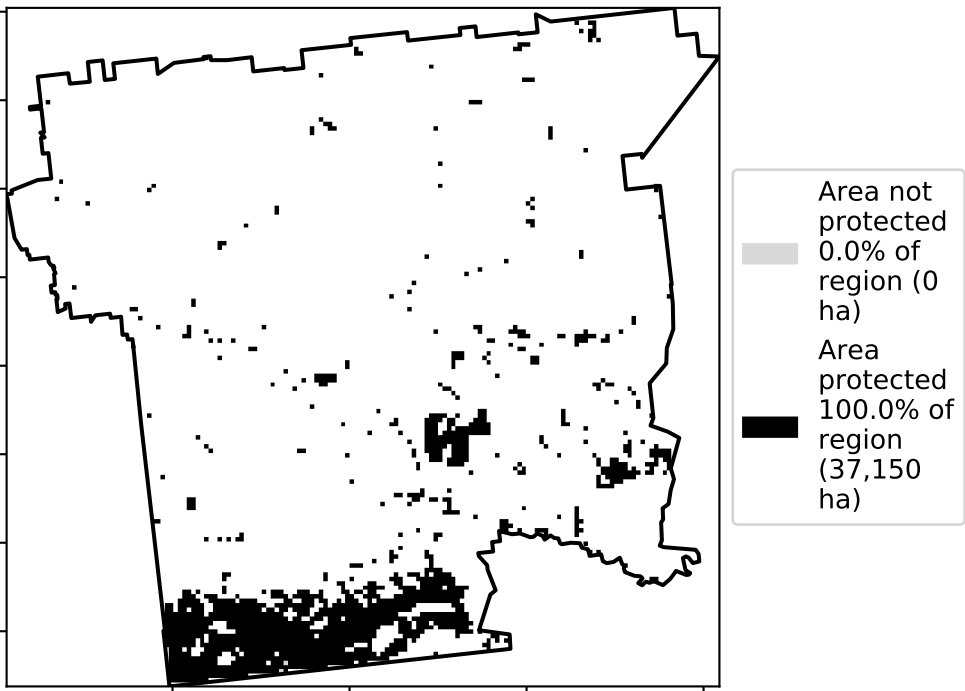 Area not
protected
0.0% of
region (0
ha)
Area
protected
100.0% of
region
(37,150
ha)